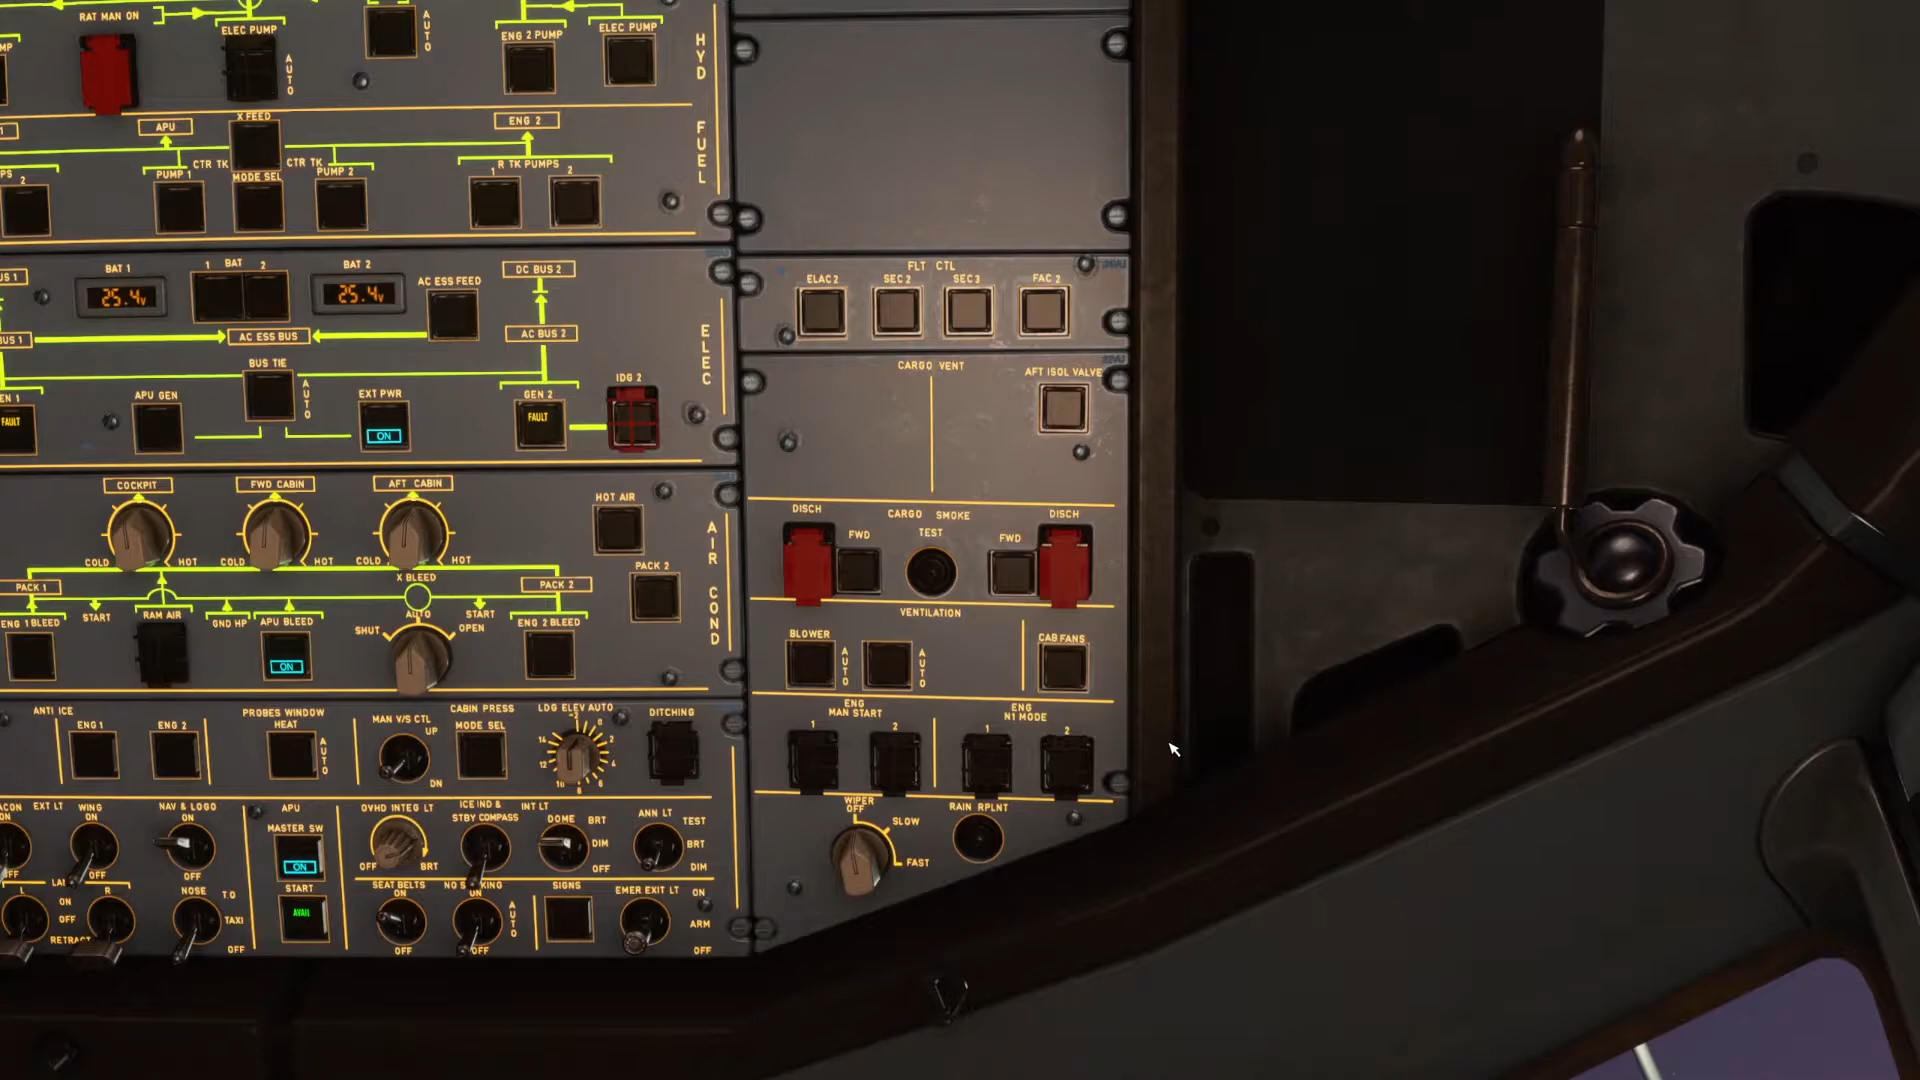 RAT MAN ON
ELEC PUMP
AUTO
AUTO
ENG 2 PUMP
ELEC PUMP
HYD
APU
X FEED
ENG 2
FUEL
CTR TK
CTR TK
R TK PUMPS
PUMP 1
MODE SEL
PUMP 2
1
2
2
BAT 1
1 BAT 2
BAT 2
DC BUS 2
25.4V
25.4V
AC ESS FEED
AC ESS BUS
AC BUS 2
ELEC
BUS TIE
AUTO
APU GEN
EXT PWR
GEN 2
IDG 2
FAULT
ON
FAULT
COCKPIT
FWD CABIN
AFT CABIN
HOT AIR
AIR COND
COLD
HOT
COLD
HOT
COLD
HOT
PACK 1
X BLEED
PACK 2
PACK 2
START
RAM AIR
GND HP
START
ENG 1 BLEED
APU BLEED
SHUT
AUTO
OPEN
ENG 2 BLEED
ON
ANTI ICE
ENG 1
ENG 2
PROBES WINDOW
HEAT
AUTO
CABIN PRESS
MAN V/S CTL
UP
DN
MODE SEL
LDG ELEV AUTO
DITCHING
EXT LT
ON
WING
ON
OFF
NAV & LOGO
ON
OFF
APU
MASTER SW
ON
START
AVAIL
OVHD INTEG LT
OFF
BRT
ICE IND &
STBY COMPASS
INT LT
DOME
BRT
DIM
OFF
ANN LT
TEST
BRT
DIM
L
R
ON
OFF
RETRACT
NOSE
T.O
TAXI
OFF
SEAT BELTS
ON
OFF
ON
AUTO
OFF
SIGNS
EMER EXIT LT
ON
ARM
OFF
FLT CTL
ELAC 2
SEC 2
SEC 3
FAC 2
CARGO VENT
AFT ISOL VALVE
DISCH
CARGO SMOKE
DISCH
FWD
TEST
FWD
VENTILATION
BLOWER
AUTO
AUTO
CAB FANS
ENG
MAN START
1
2
ENG
N1 MODE
1
2
WIPER
OFF
SLOW
FAST
RAIN RPLNT